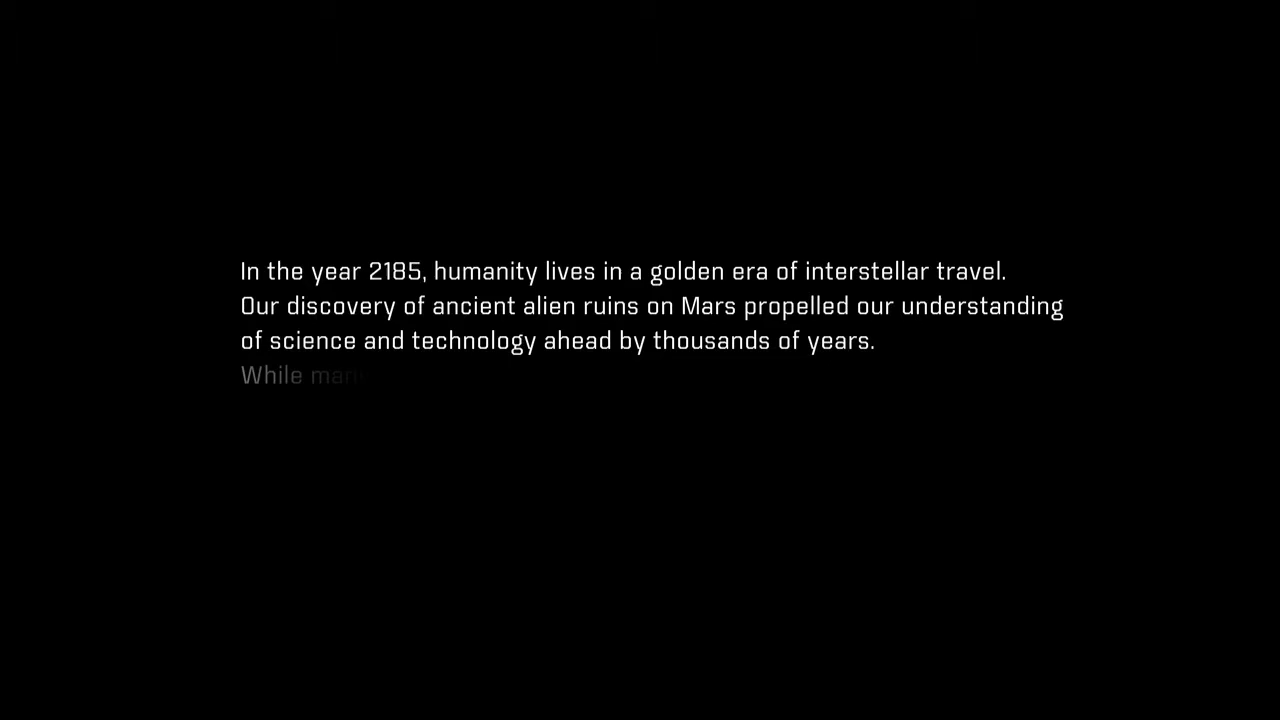 In the year 2185, humanity lives in a golden era of interstellar travel.
Our discovery of ancient alien ruins on Mars propelled our understanding
of science and technology ahead by thousands of years.
While